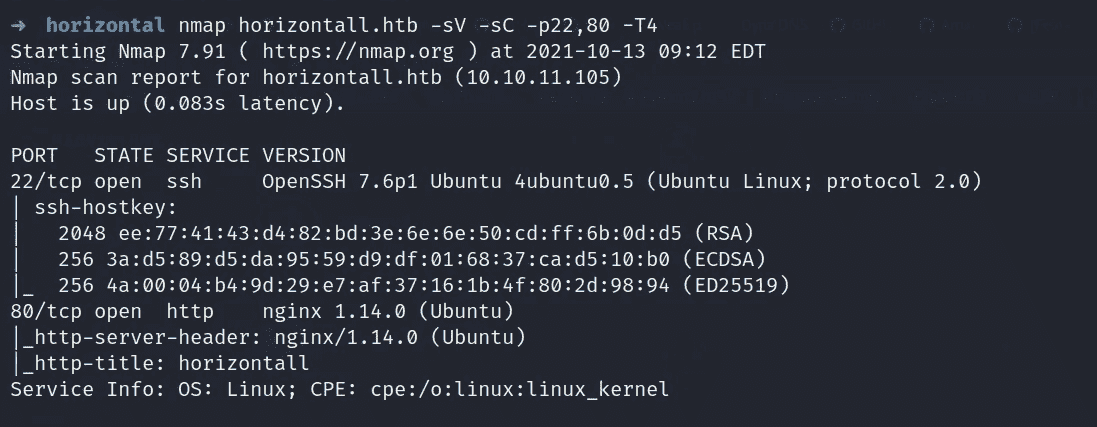 → horizontal nmap horizontall.htb -sV -sC -p22,80 -T4
Starting Nmap 7.91 ( https://nmap.org ) at 2021-10-13 09:12 EDT
Nmap scan report for horizontall.htb (10.10.11.105)
Host is up (0.083s latency).
PORT   STATE SERVICE VERSION
22/tcp open  ssh     OpenSSH 7.6p1 Ubuntu 4ubuntu0.5 (Ubuntu Linux; protocol 2.0)
| ssh-hostkey:
|   2048 ee:77:41:43:d4:82:bd:3e:6e:6e:50:cd:ff:6b:0d:d5 (RSA)
|   256 3a:d5:89:d5:da:95:59:d9:df:01:68:37:ca:d5:10:b0 (ECDSA)
|_  256 4a:00:04:b4:9d:29:e7:af:37:16:1b:4f:80:2d:98:94 (ED25519)
80/tcp open  http    nginx 1.14.0 (Ubuntu)
|_http-server-header: nginx/1.14.0 (Ubuntu)
|_http-title: horizontall
Service Info: OS: Linux; CPE: cpe:/o:linux:linux_kernel